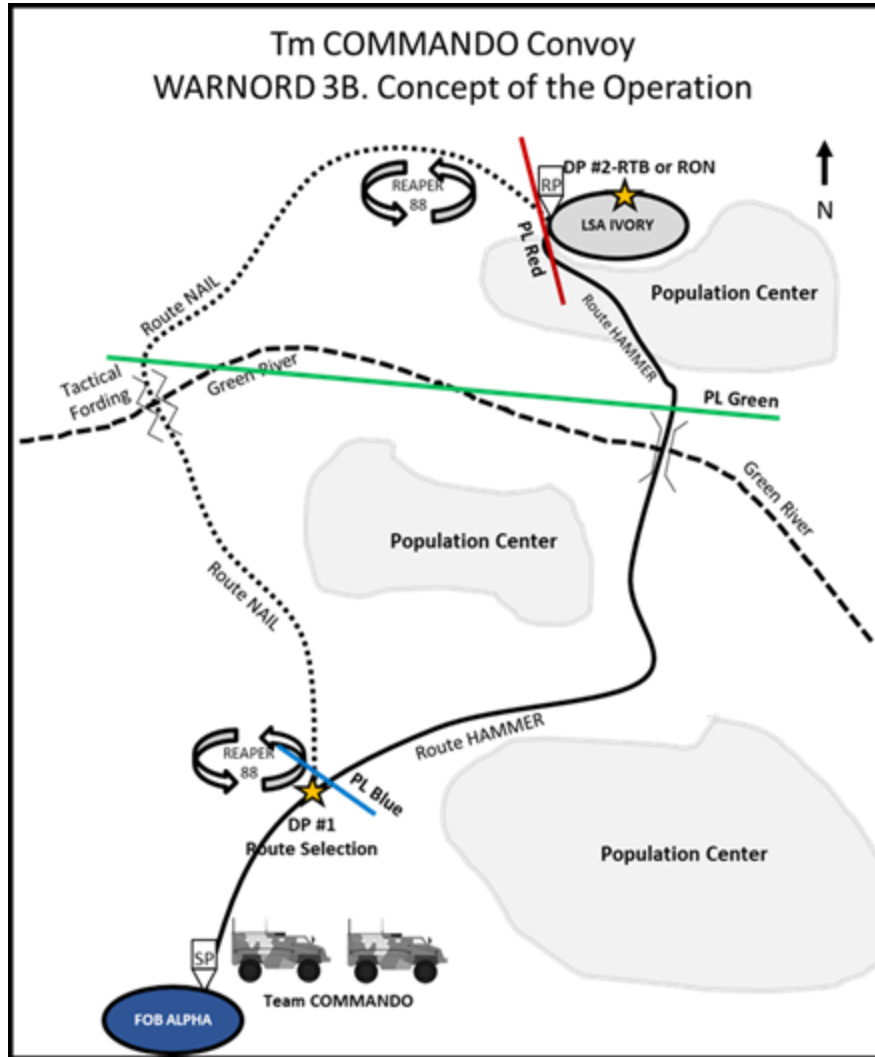 Tm COMMANDO Convoy
WARNORD 3B. Concept of the Operation
DP #2-RTB or RON
REAPER
88
RP
LSA IVORY
N
PL Red
Population Center
Route NAIL
Route HAMMER
Green River
Tactical
Fording
PL Green
Green River
Population Center
Route NAIL
Route HAMMER
REAPER
88
PL Blue
DP #1
Route Selection
Population Center
SP
Team COMMANDO
FOB ALPHA